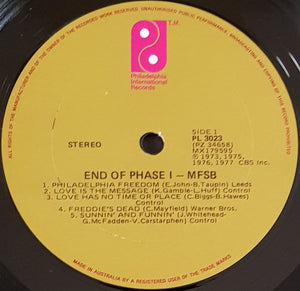 ALL RIGHTS OF THE MANUFACTURER AND OF THE OWNER OF THE RECORDED WORK RESERVED UNAUTHORISED PUBLIC PERFORMANCE, BROADCASTING AND COPYING OF THIS RECORD PROHIBITED
T.M.
Philadelphia
International
Records
STEREO
SIDE 1
PL 3023
(PZ 34658)
MX179595
℗ 1973, 1975,
1976, 1977 CBS Inc.
END OF PHASE I – MFSB
1. PHILADELPHIA FREEDOM (E.John-B.Taupin) Leeds
2. LOVE IS THE MESSAGE (K.Gamble-L.Huff) Control
3. LOVE HAS NO TIME OR PLACE (C.Biggs-B.Hawes)
Control
4. FREDDIE'S DEAD (C.Mayfield) Warner Bros.
5. SUNNIN' AND FUNNIN' (J.Whitehead-
G.McFadden-V.Carstarphen) Control
MADE IN AUSTRALIA BY A REGISTERED USER OF THE TRADE MARK